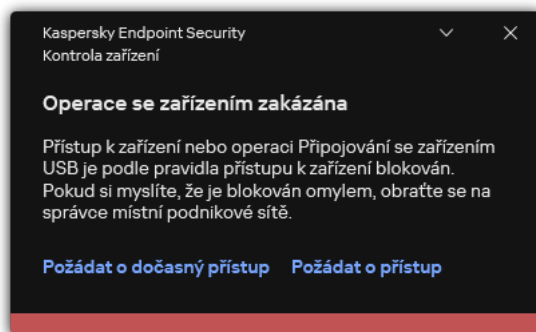 Kaspersky Endpoint Security
Kontrola zařízení
Operace se zařízením zakázána
Přístup k zařízení nebo operaci Připojování se zařízením
USB je podle pravidla přístupu k zařízení blokován.
Pokud si myslíte, že je blokován omylem, obraťte se na
správce místní podnikové sítě.
Požádat o dočasný přístup Požádat o přístup